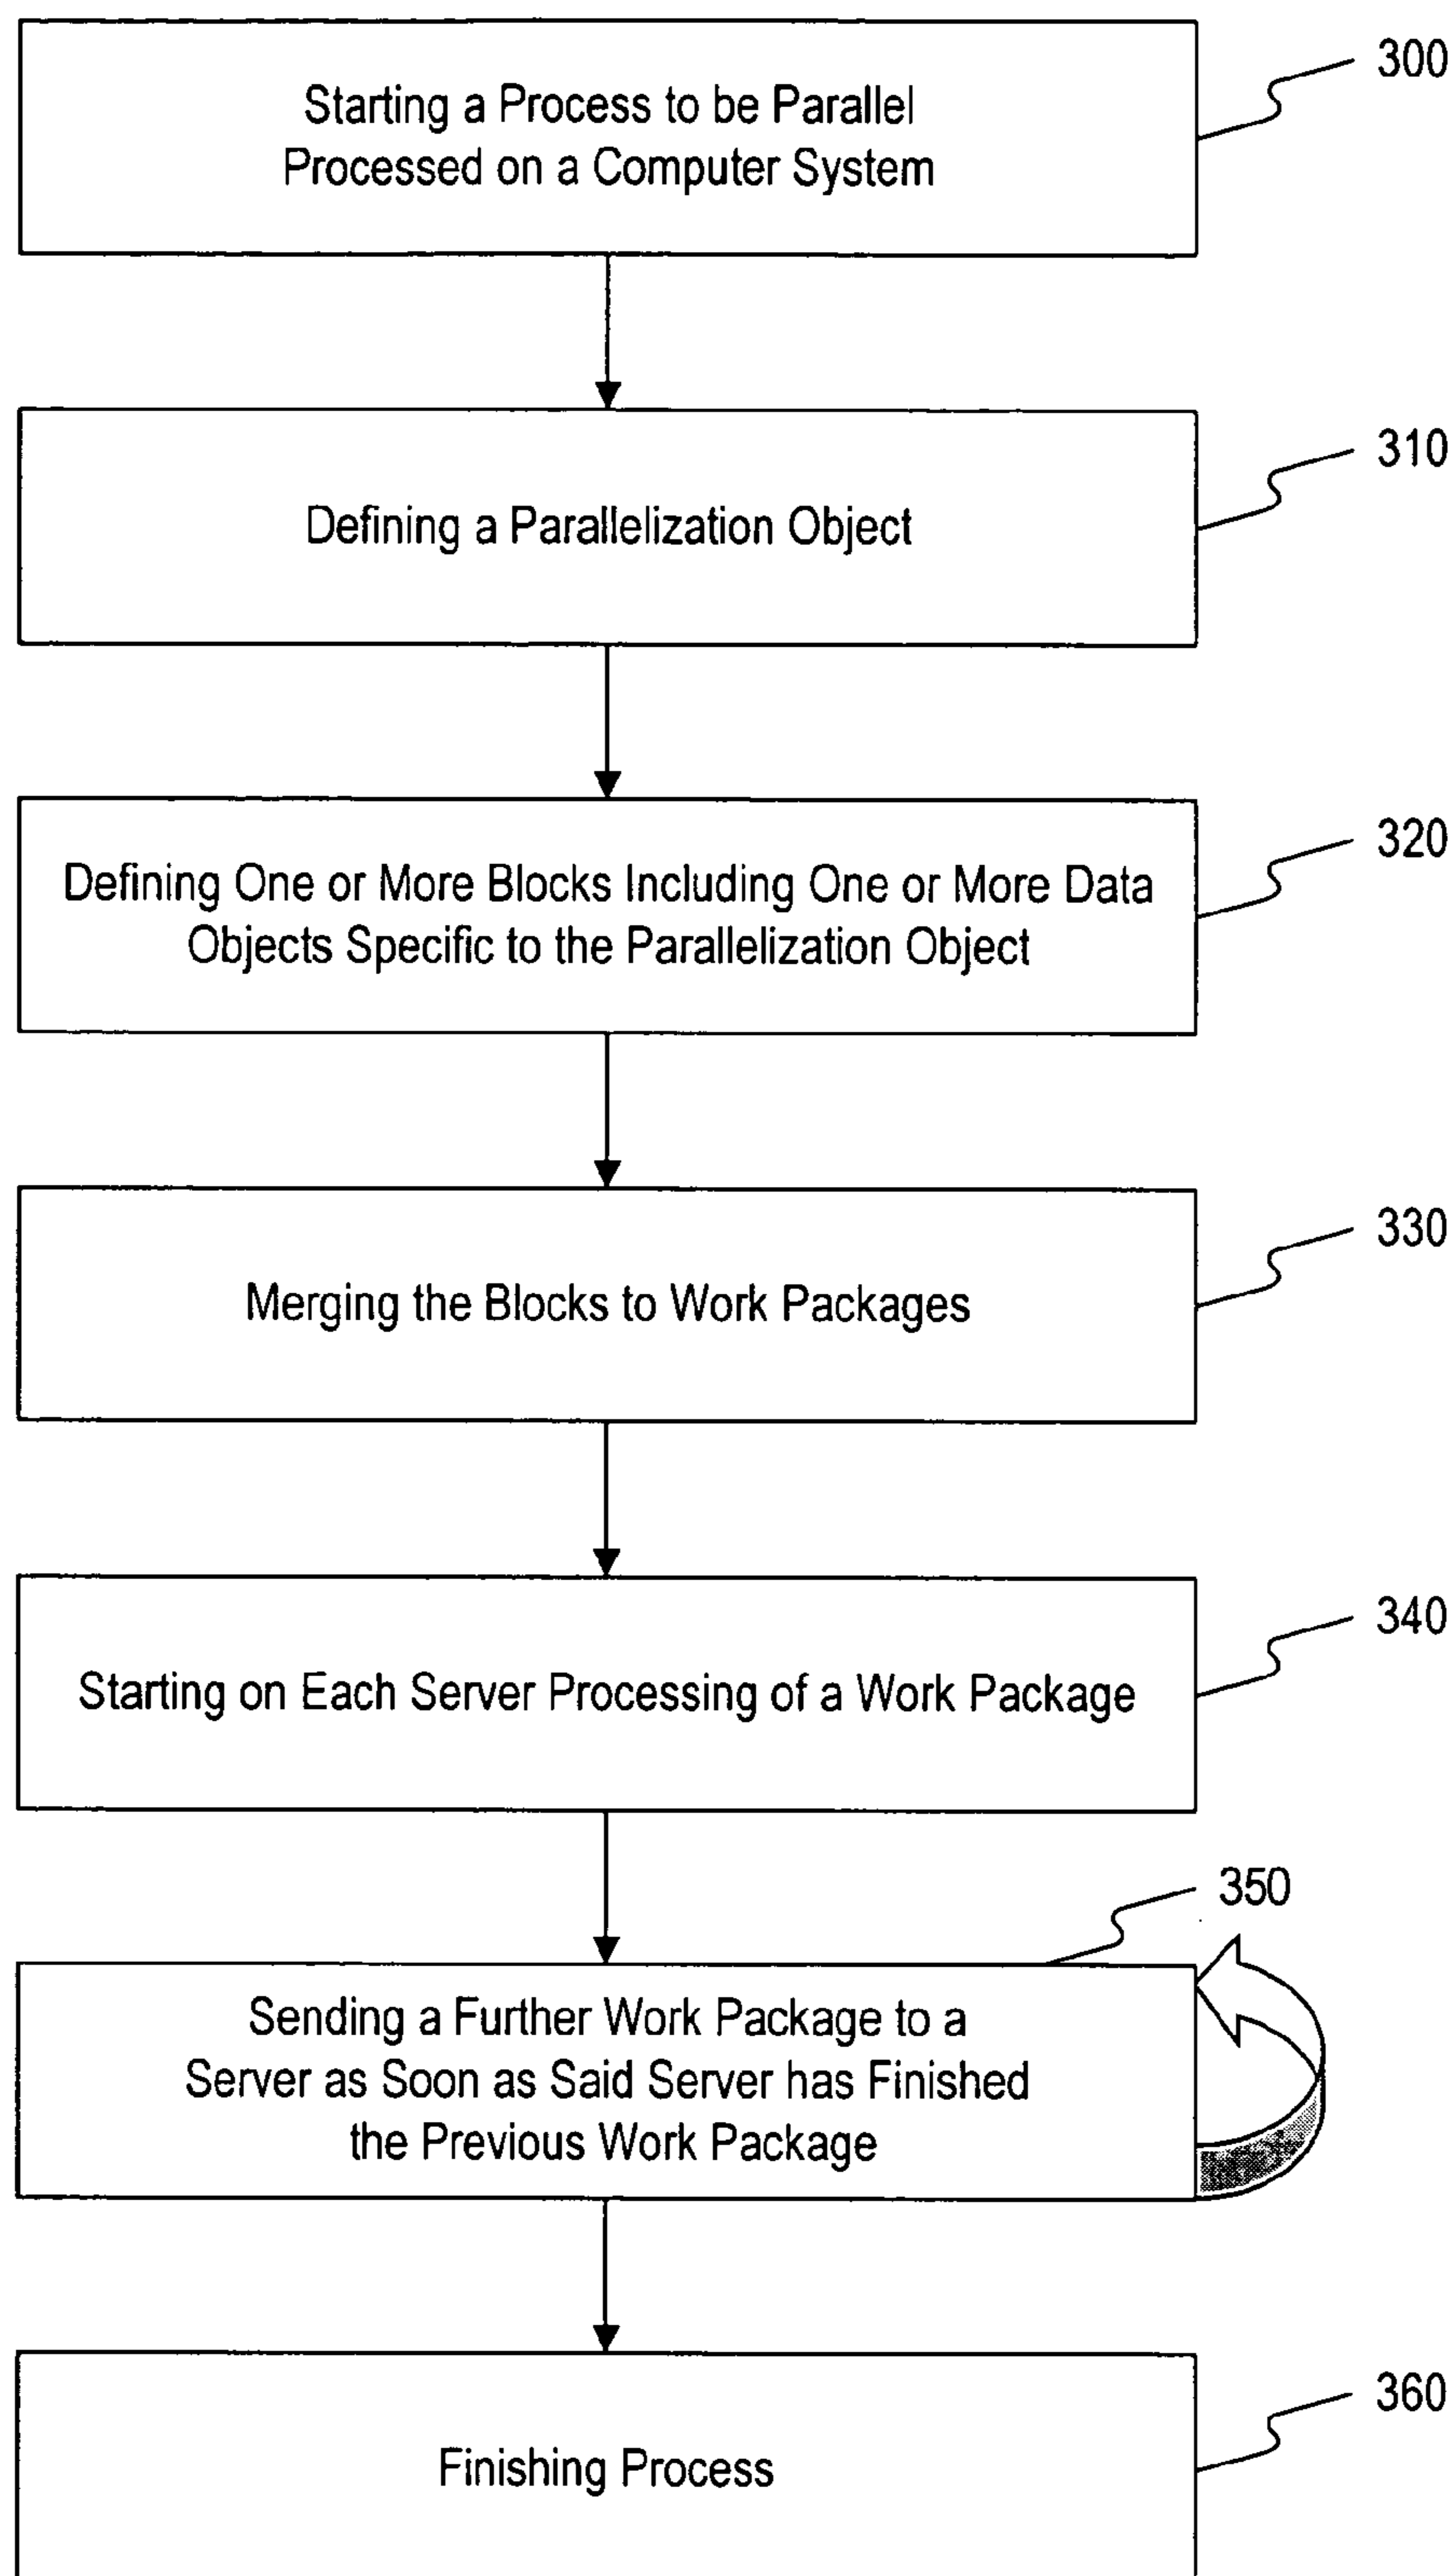 300
Starting a Process to be Parallel
Processed on a Computer System
310
Defining a Parallelization Object
320
Defining One or More Blocks Including One or More Data
Objects Specific to the Parallelization Object
330
Merging the Blocks to Work Packages
340
Starting on Each Server Processing of a Work Package
350
Sending a Further Work Package to a
Server as Soon as Said Server has Finished
the Previous Work Package
360
Finishing Process